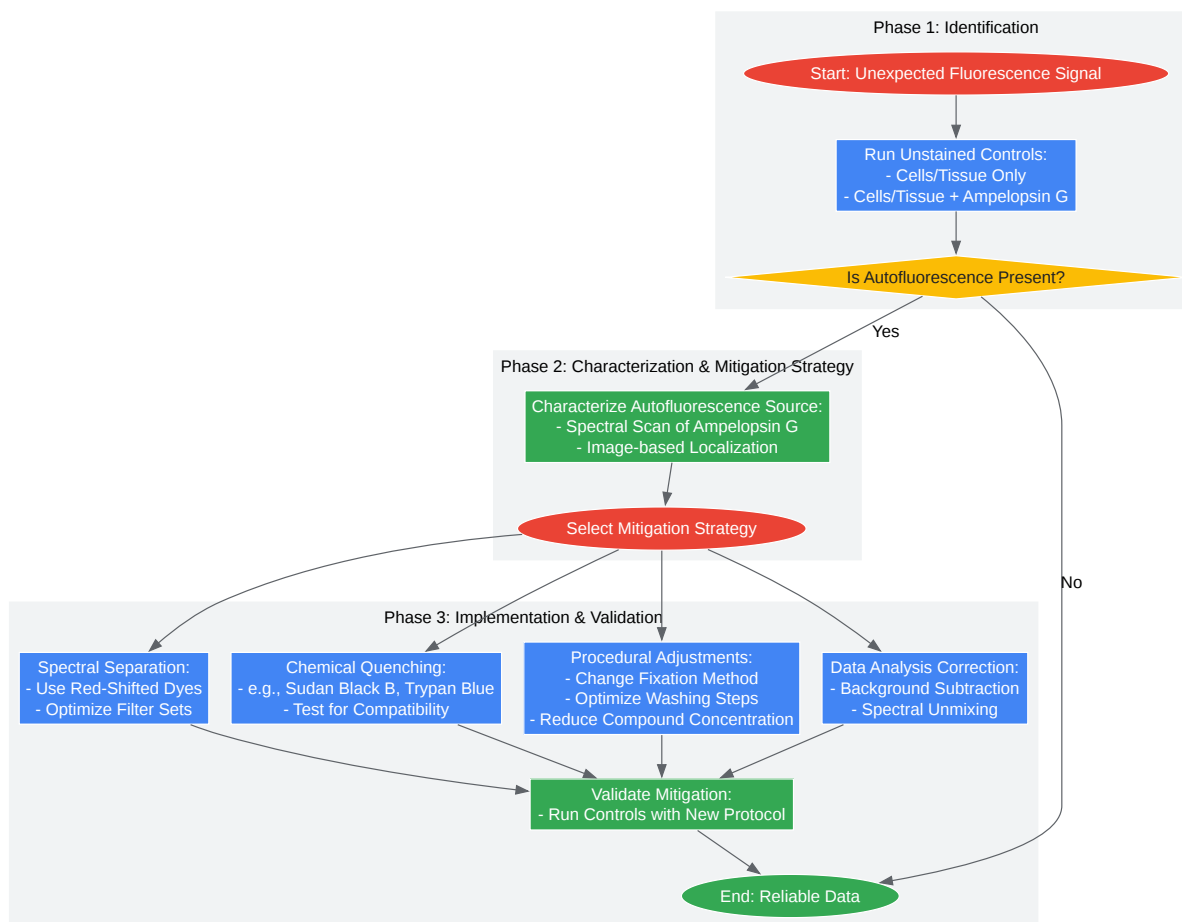 Phase 1: Identification
Start: Unexpected Fluorescence Signal
Run Unstained Controls:
- Cells/Tissue Only
- Cells/Tissue + Ampelopsin G
Is Autofluorescence Present?
Yes
Phase 2: Characterization & Mitigation Strategy
Characterize Autofluorescence Source:
- Spectral Scan of Ampelopsin G
- Image-based Localization
Select Mitigation Strategy
No
Phase 3: Implementation & Validation
Spectral Separation:
- Use Red-Shifted Dyes
- Optimize Filter Sets
Chemical Quenching:
- e.g., Sudan Black B, Trypan Blue
- Test for Compatibility
Procedural Adjustments:
- Change Fixation Method
- Optimize Washing Steps
- Reduce Compound Concentration
Data Analysis Correction:
- Background Subtraction
- Spectral Unmixing
Validate Mitigation:
- Run Controls with New Protocol
End: Reliable Data